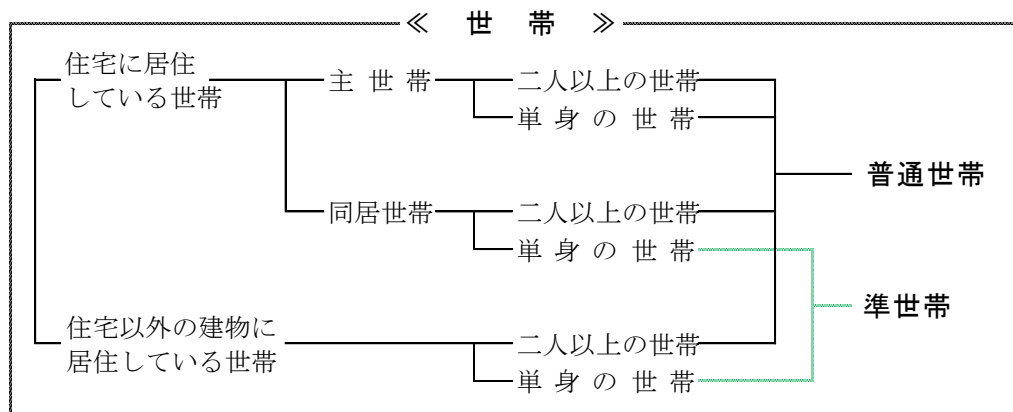 ≪ 世 帯 ≫
住宅に居住
している世帯
主 世 帯
二人以上の世帯
単 身 の 世 帯
普通世帯
同居世帯
二人以上の世帯
単 身 の 世 帯
準世帯
住宅以外の建物に
居住している世帯
二人以上の世帯
単 身 の 世 帯